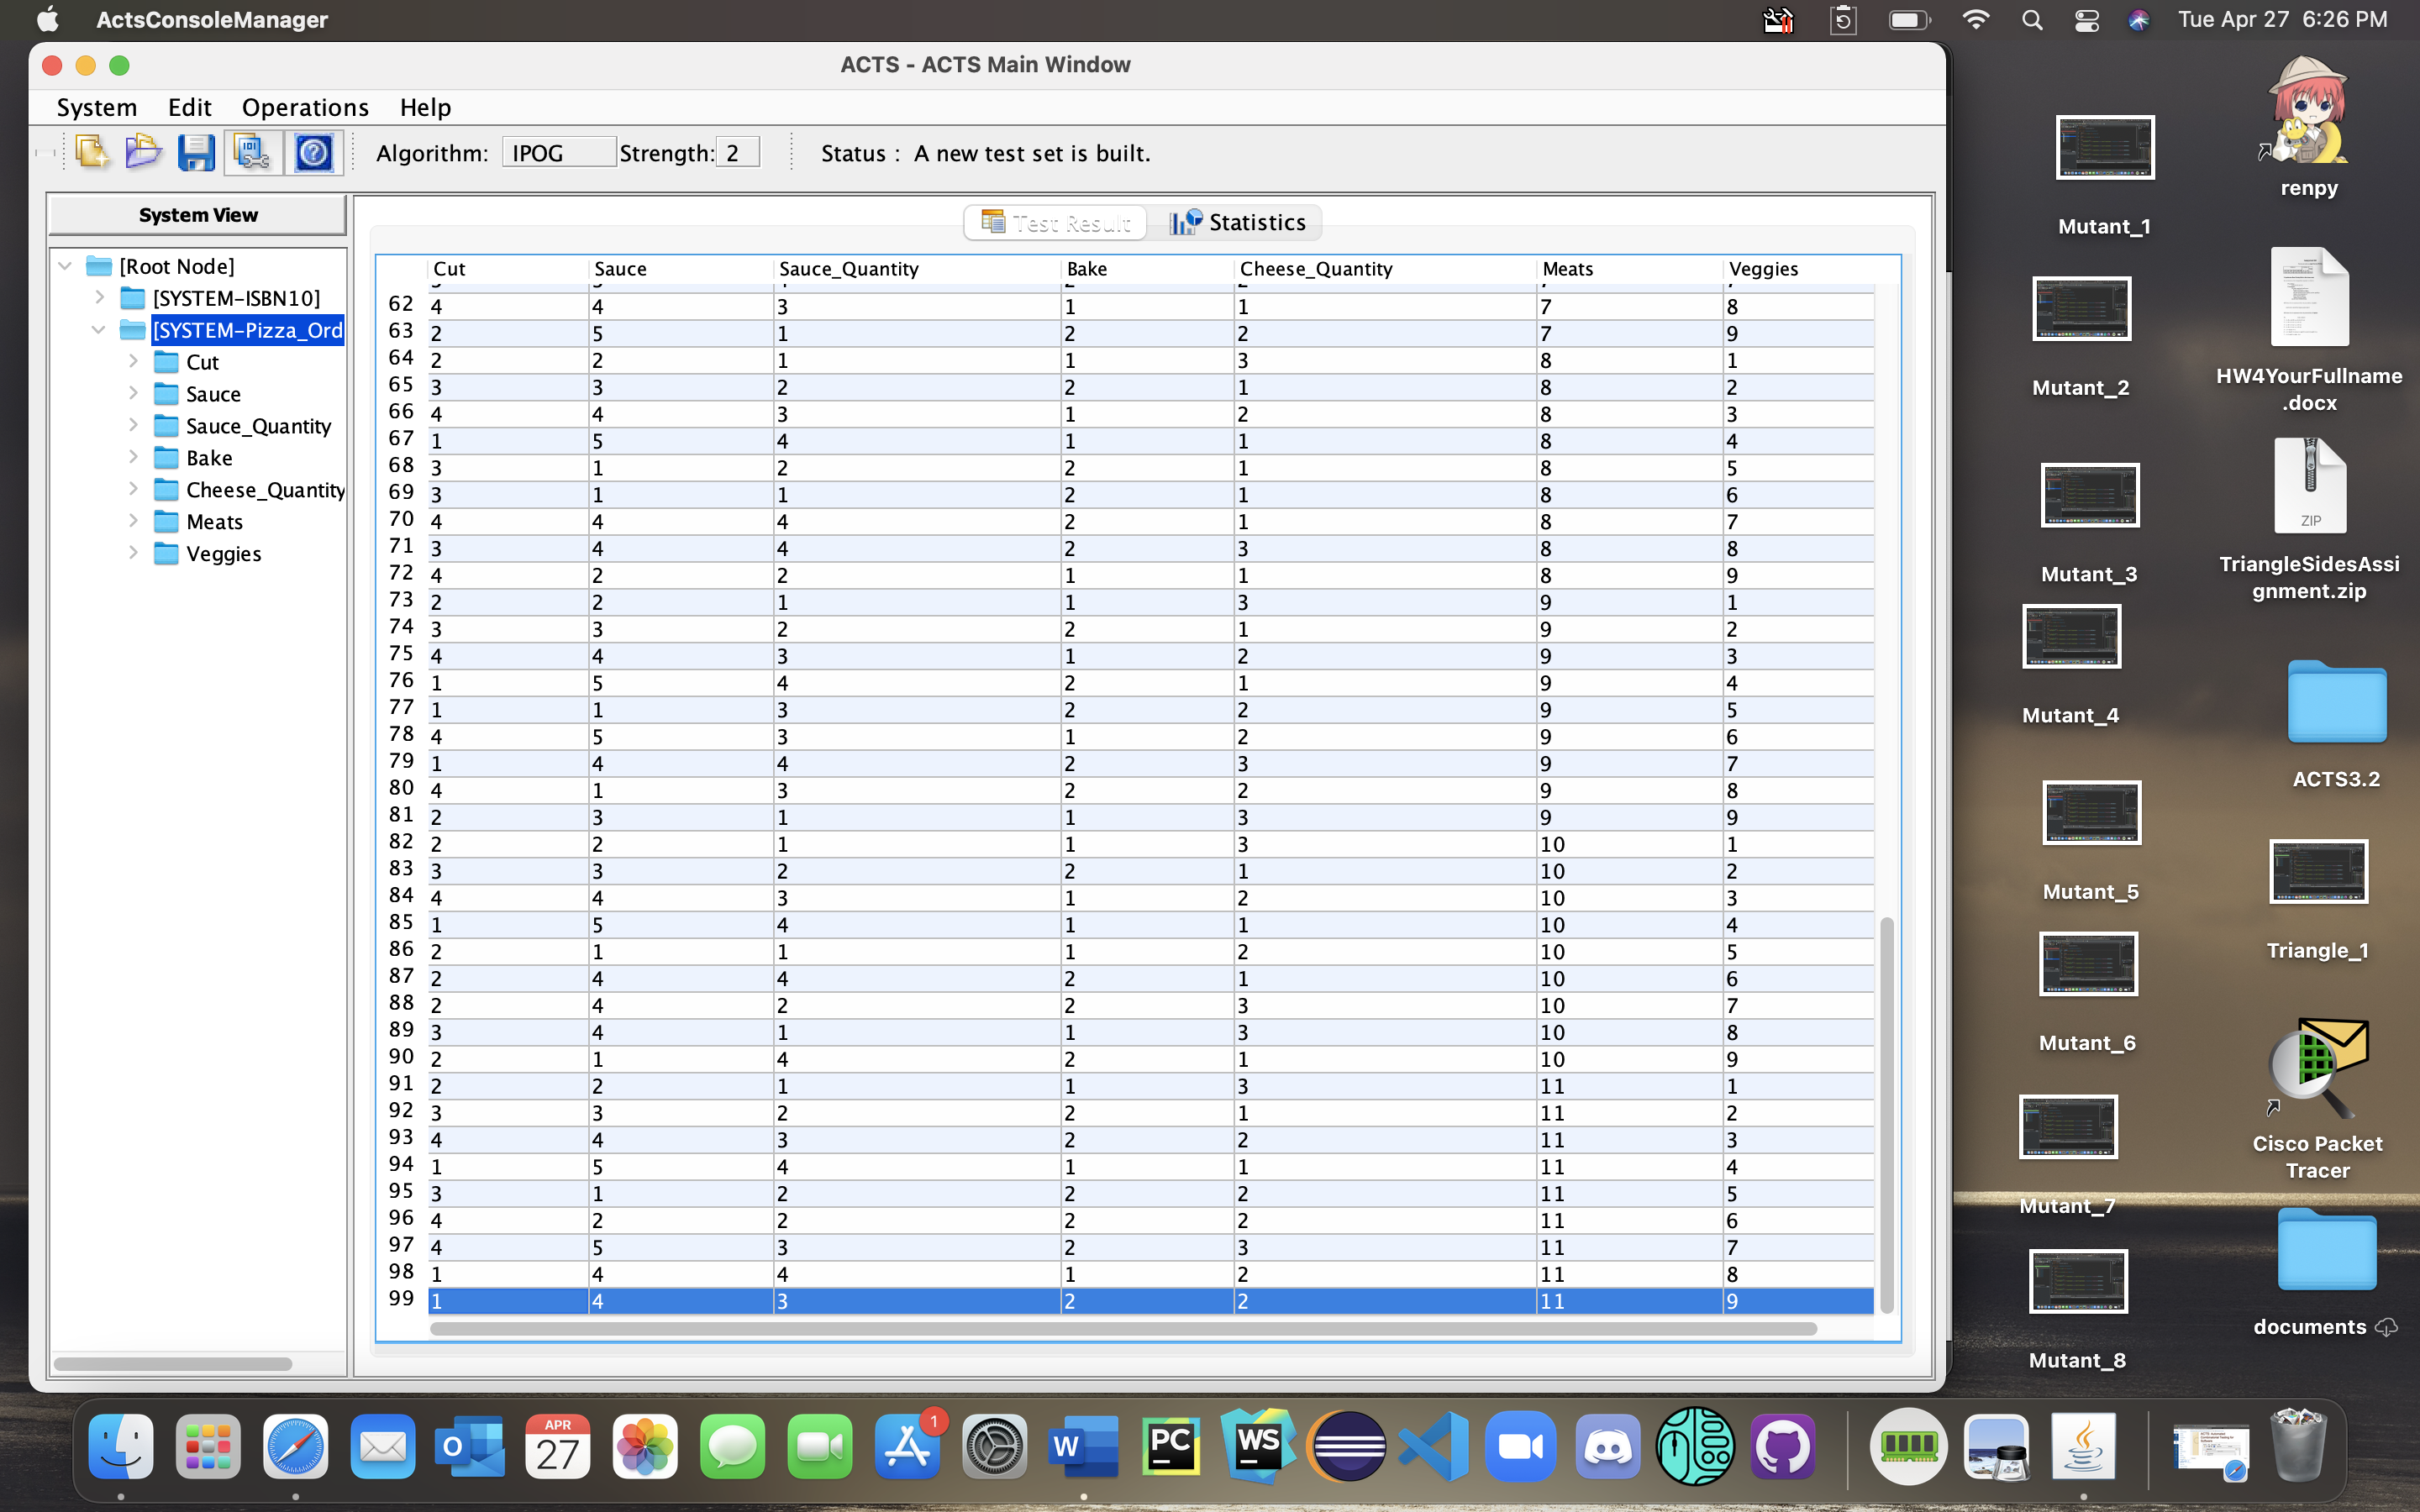 ActsConsoleManager Tue Apr 27 6:26 PM
ACTS - ACTS Main Window
System Edit Operations Help
Algorithm: IPOG Strength: 2 Status : A new test set is built.
System View
[Root Node]
[SYSTEM-ISBN10]
[SYSTEM-Pizza_Ord
Cut
Sauce
Sauce_Quantity
Bake
Cheese_Quantity
Meats
Veggies
Test Result Statistics
Cut Sauce Sauce_Quantity Bake Cheese_Quantity Meats Veggies
62 4 4 3 1 1 7 8
63 2 5 1 2 2 7 9
64 2 2 1 1 3 8 1
65 3 3 2 2 1 8 2
66 4 4 3 1 2 8 3
67 1 5 4 1 1 8 4
68 3 1 2 2 1 8 5
69 3 1 1 2 1 8 6
70 4 4 4 2 1 8 7
71 3 4 4 2 3 8 8
72 4 2 2 1 1 8 9
73 2 2 1 1 3 9 1
74 3 3 2 2 1 9 2
75 4 4 3 1 2 9 3
76 1 5 4 2 1 9 4
77 1 1 3 2 2 9 5
78 4 5 3 1 2 9 6
79 1 4 4 2 3 9 7
80 4 1 3 2 2 9 8
81 2 3 1 1 3 9 9
82 2 2 1 1 3 10 1
83 3 3 2 2 1 10 2
84 4 4 3 1 2 10 3
85 1 5 4 1 1 10 4
86 2 1 1 1 2 10 5
87 2 4 4 2 1 10 6
88 2 4 2 2 3 10 7
89 3 4 1 1 3 10 8
90 2 1 4 2 1 10 9
91 2 2 1 1 3 11 1
92 3 3 2 2 1 11 2
93 4 4 3 2 2 11 3
94 1 5 4 1 1 11 4
95 3 1 2 2 2 11 5
96 4 2 2 2 2 11 6
97 4 5 3 2 3 11 7
98 1 4 4 1 2 11 8
99 1 4 3 2 2 11 9
Mutant_1
Mutant_2
Mutant_3
Mutant_4
Mutant_5
Mutant_6
Mutant_7
Mutant_8
renpy
HW4YourFullname
.docx
ZIP
TriangleSidesAssi
gnment.zip
ACTS3.2
Triangle_1
Cisco Packet
Tracer
documents
APR
27
1
O
W
PC
WS